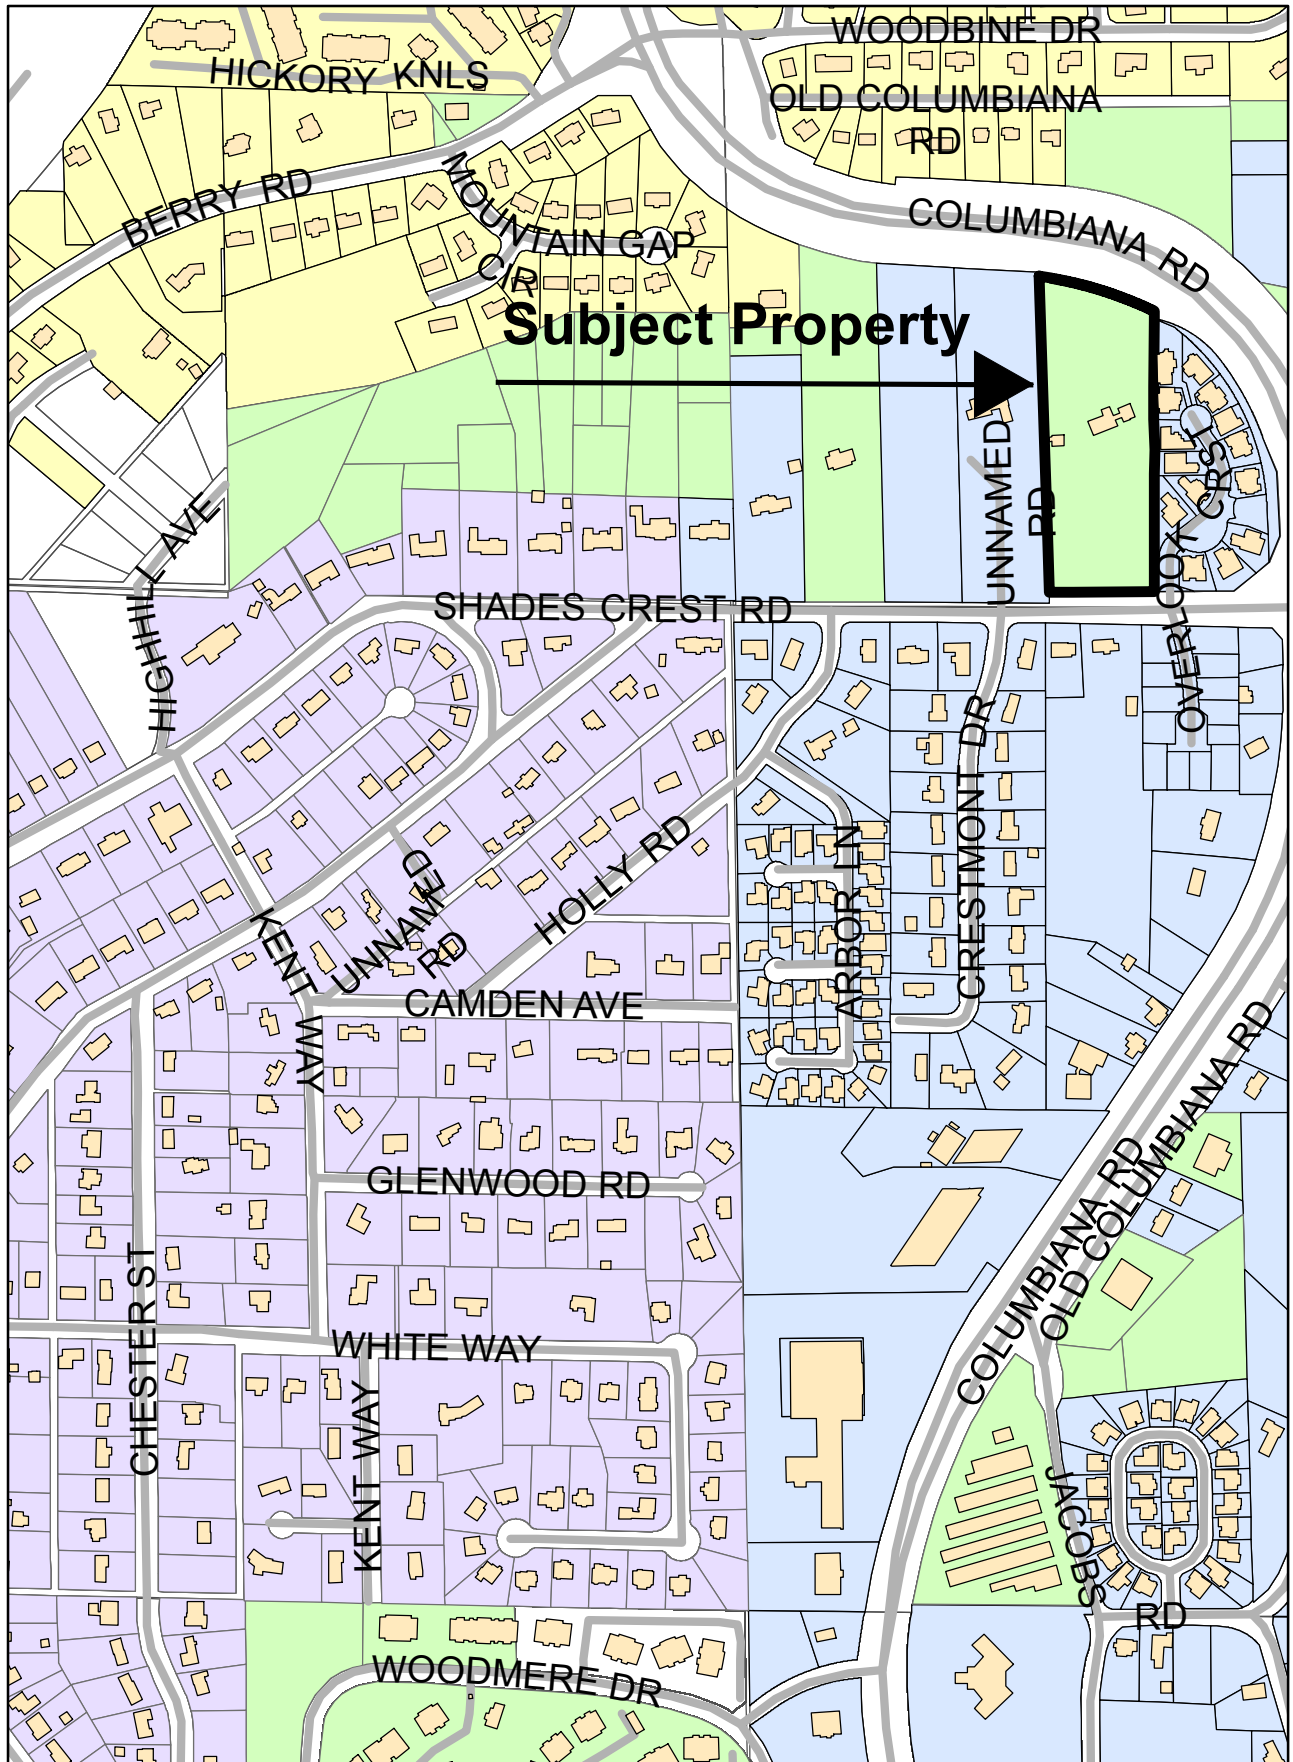 WOODBINE DR
HICKORY KNLS
OLD COLUMBIANA
RD
BERRY RD
MOUNTAIN GAP
CIR
COLUMBIANA RD
Subject Property
UNNAMED
RD
OVERLOOK CRST
HIGHHILL AVE
SHADES CREST RD
CRESTMONT DR
HOLLY RD
ARBOR LN
UNNAMED
RD
KENT WAY
CAMDEN AVE
GLENWOOD RD
COLUMBIANA RD
OLD COLUMBIANA RD
CHESTER ST
WHITE WAY
KENT WAY
JACOBS
RD
WOODMERE DR